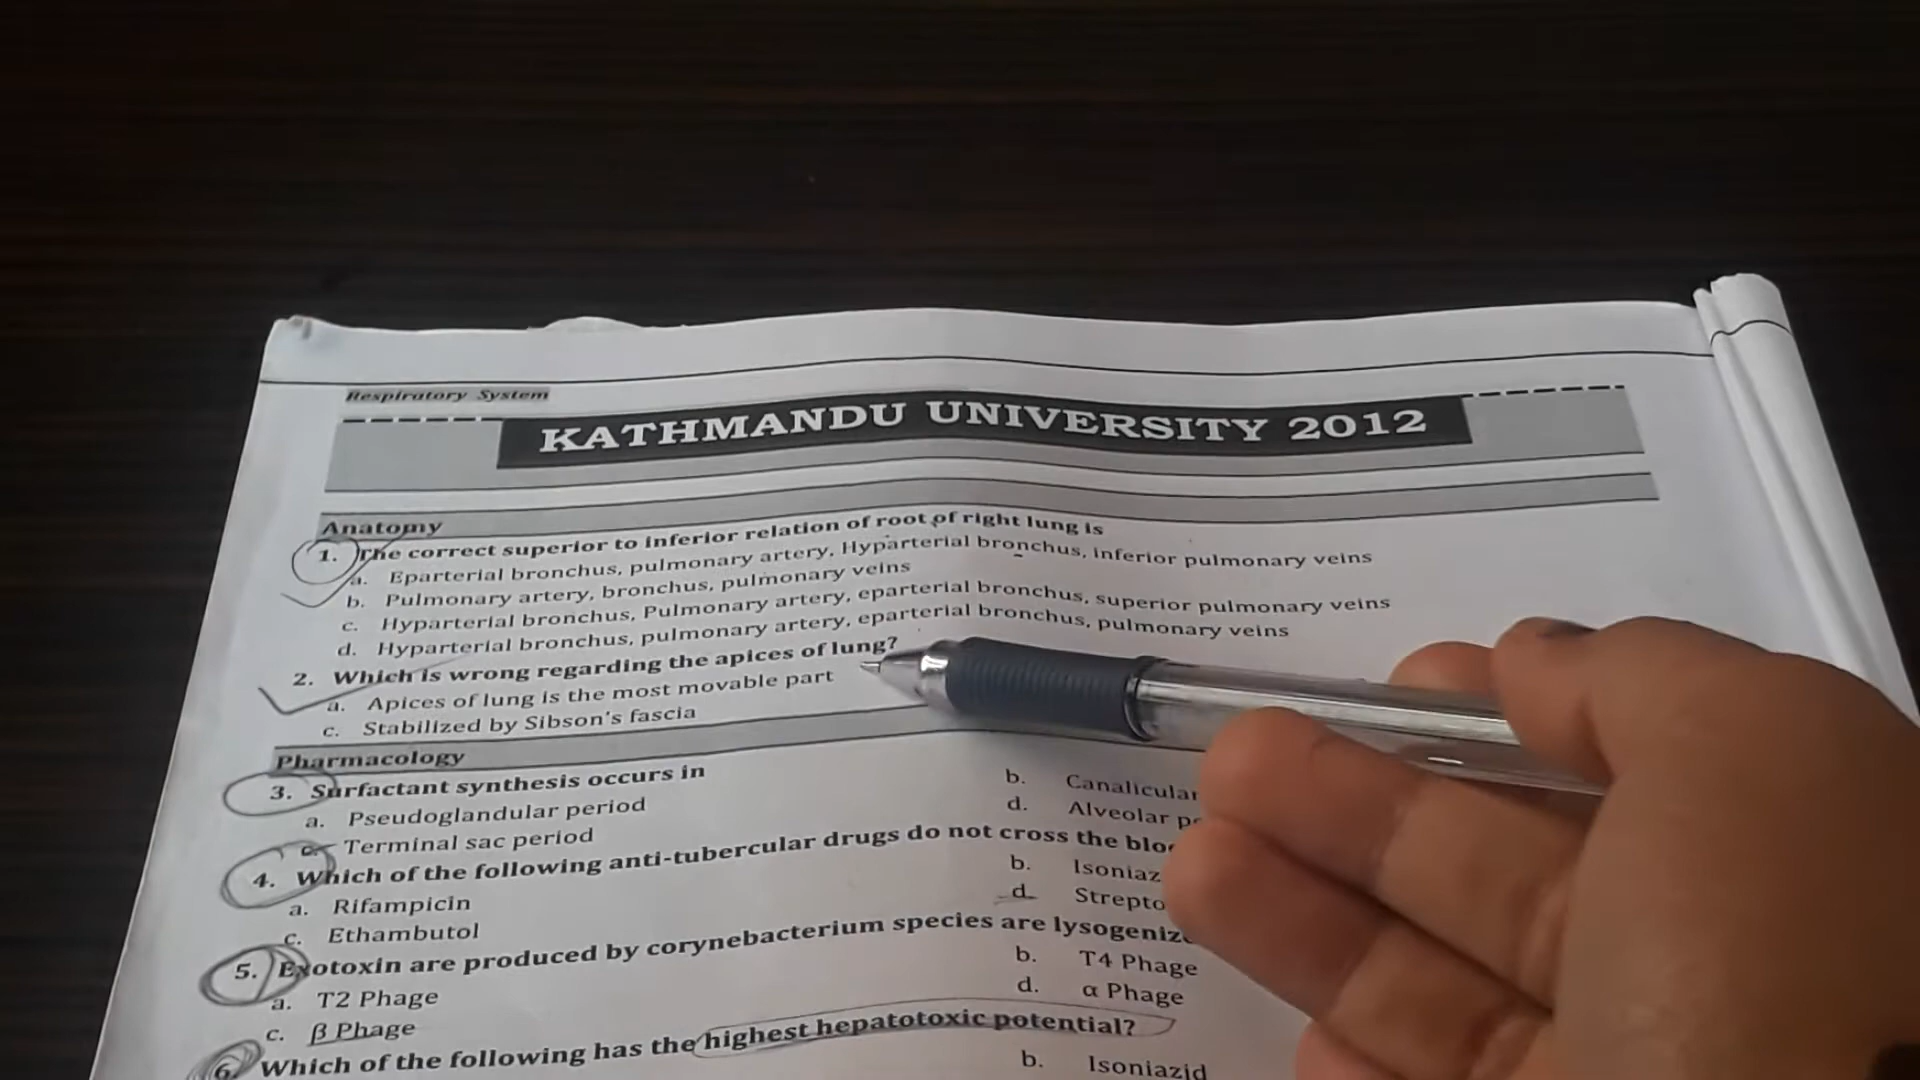 Respiratory System
KATHMANDU UNIVERSITY 2012
Anatomy
1. The correct superior to inferior relation of root of right lung is
a. Eparterial bronchus, pulmonary artery, Hyparterial bronchus, inferior pulmonary veins
b. Pulmonary artery, bronchus, pulmonary veins
c. Hyparterial bronchus, Pulmonary artery, eparterial bronchus, superior pulmonary veins
d. Hyparterial bronchus, pulmonary artery, eparterial bronchus, pulmonary veins
2. Which is wrong regarding the apices of lung?
a. Apices of lung is the most movable part
c. Stabilized by Sibson's fascia
Pharmacology
3. Surfactant synthesis occurs in
a. Pseudoglandular period b. Canalicular
c. Terminal sac period d. Alveolar
4. Which of the following anti-tubercular drugs do not cross the
a. Rifampicin b.
c. Ethambutol d.
5. Exotoxin are produced by corynebacterium species are
a. T2 Phage b. T4 Phage
c. β Phage d. α Phage
6. Which of the following has the highest hepatotoxic potential?
b. Isoniazid